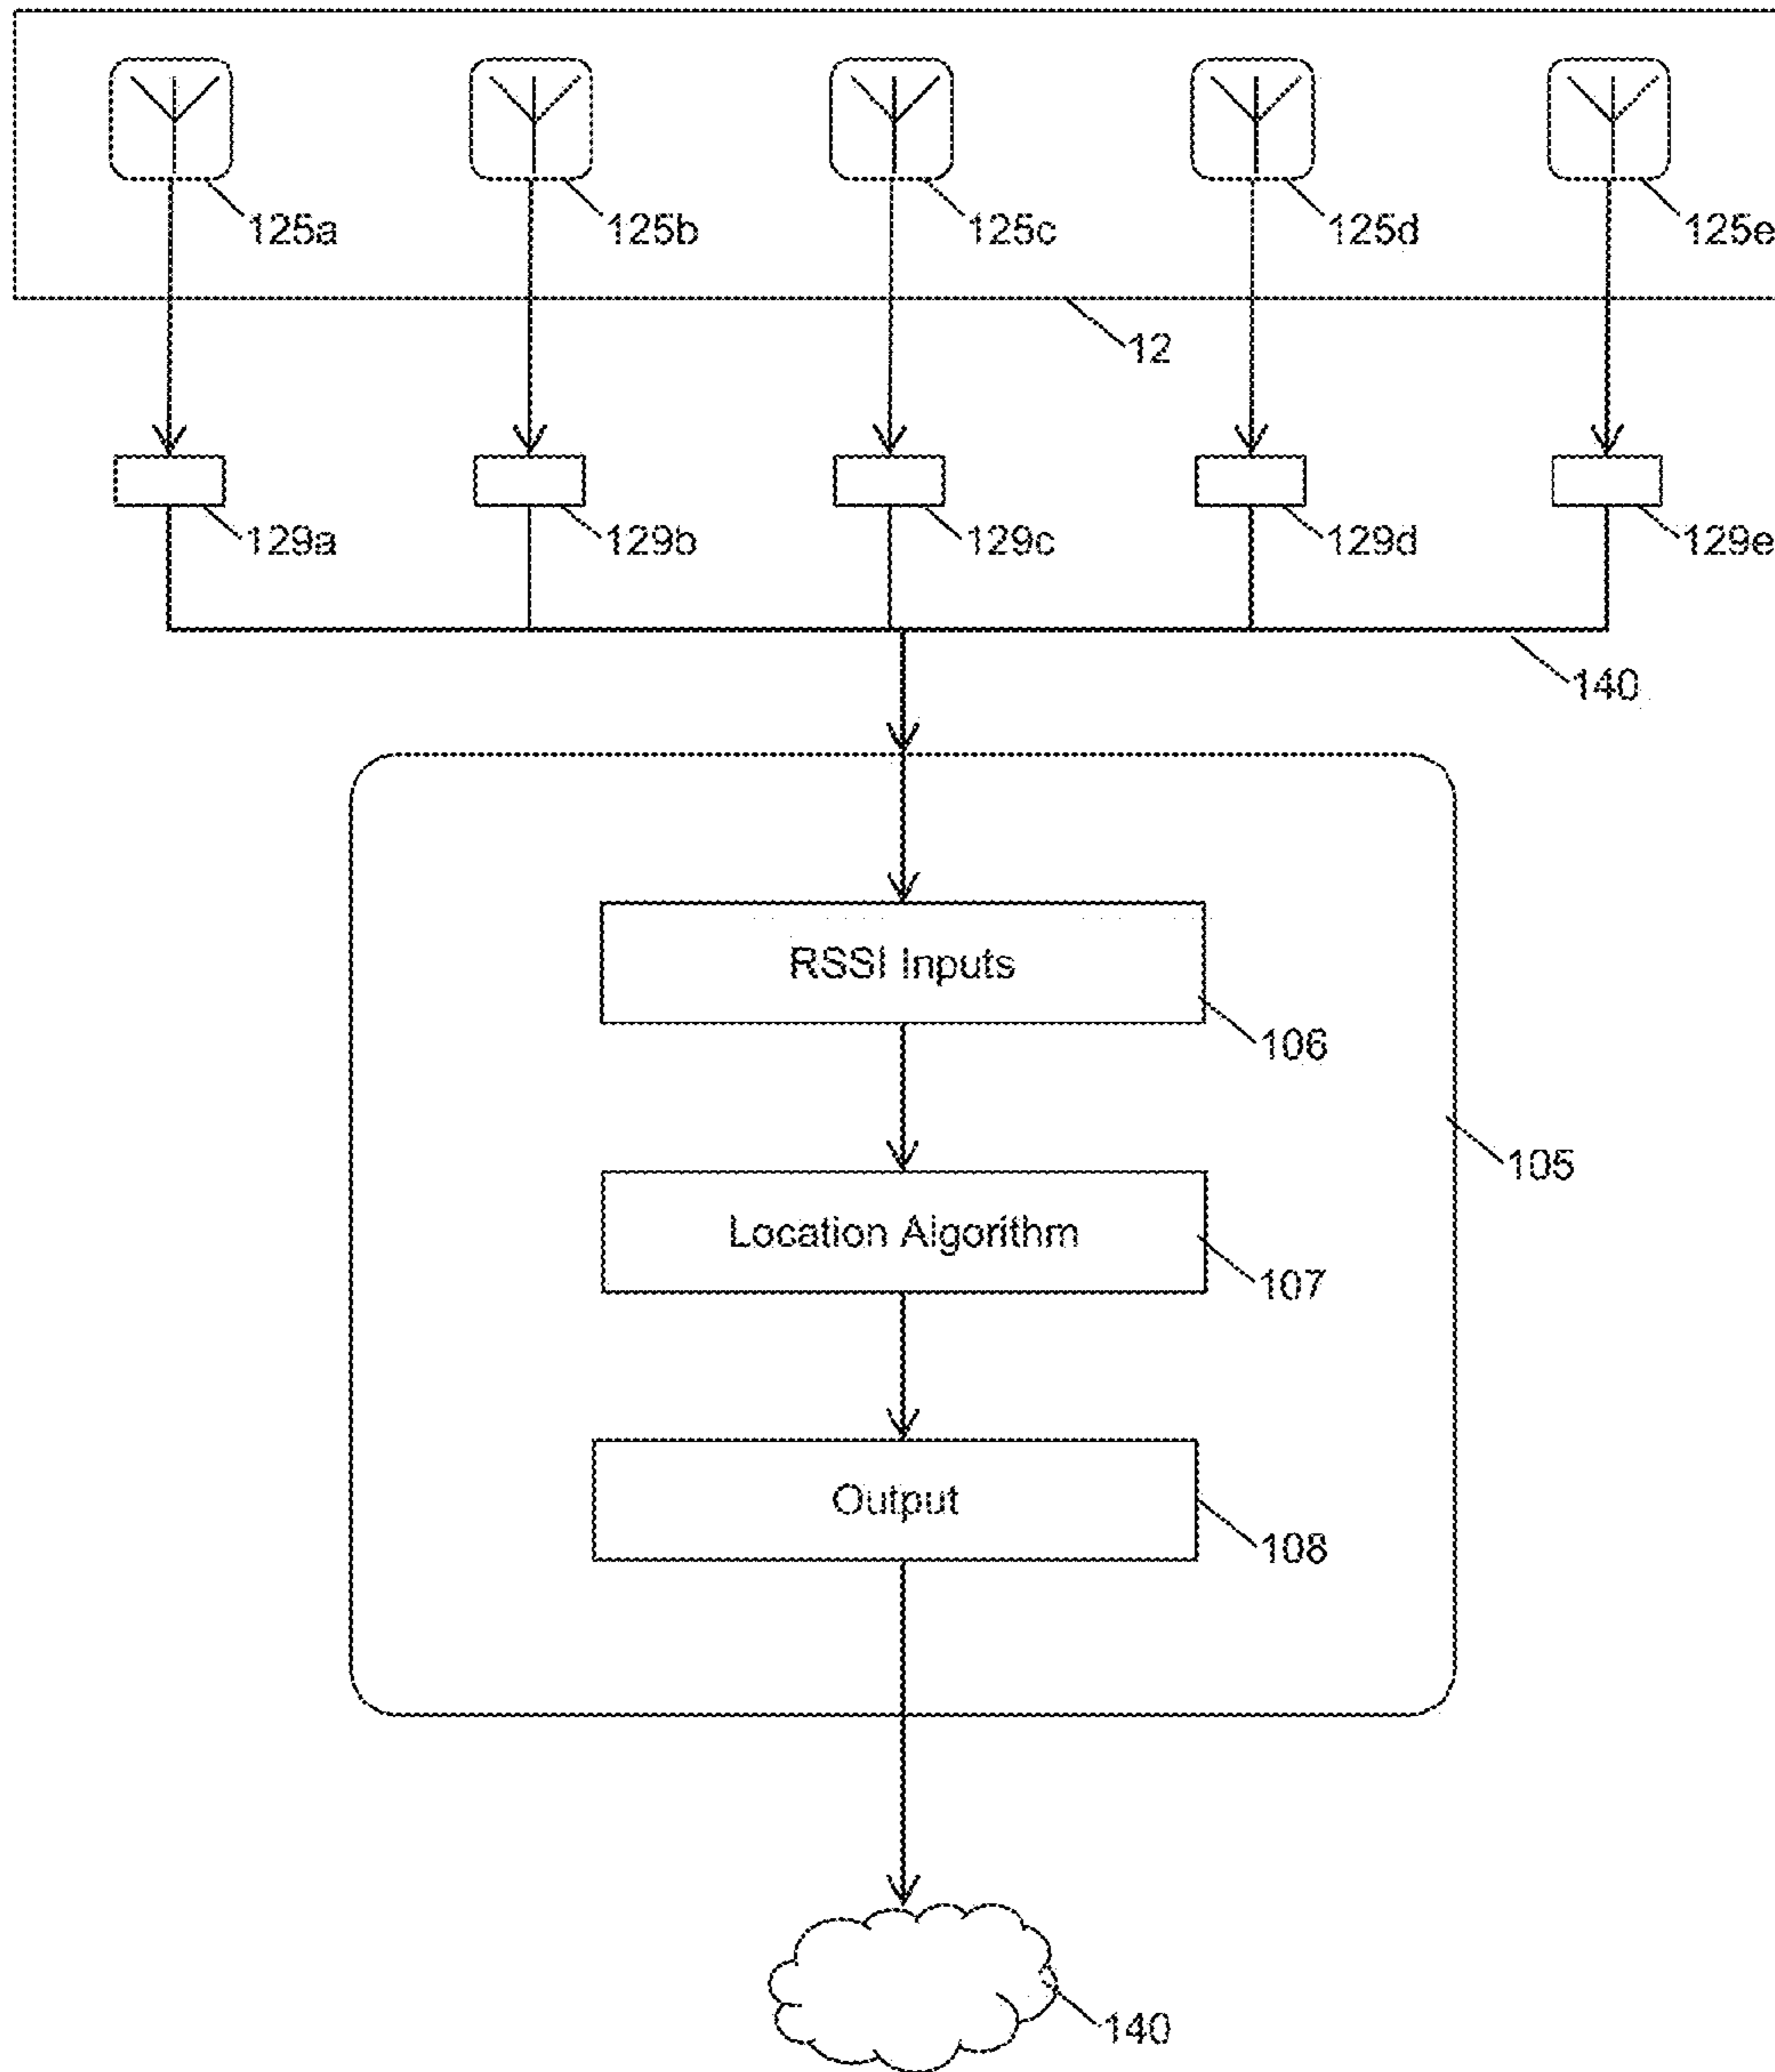 125a 125b 125c 125d 125e
12
129a 129b 129c 129d 129e
140
RSSI Inputs
106
105
Location Algorithm
107
Output
108
140